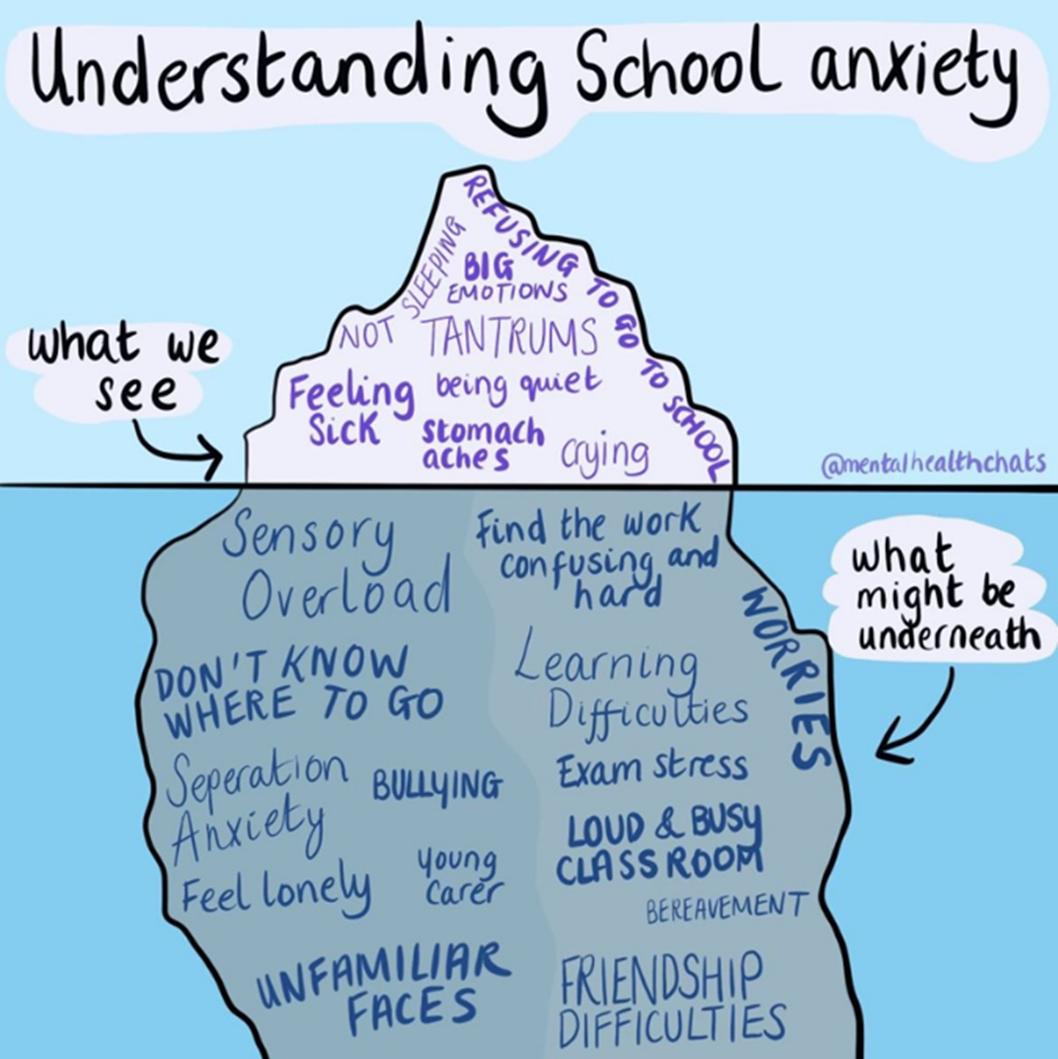 Understanding School anxiety
REFUSING TO GO TO SCHOOL
NOT SLEEPING
BIG
EMOTIONS
TANTRUMS
what we
see
Feeling
Sick
being quiet
stomach
aches
crying
@mentalhealthchats
Sensory
Overload
Find the work
confusing and
hard
what
might be
underneath
WORRIES
DON'T KNOW
WHERE TO GO
Learning
Difficulties
Seperation
Anxiety
BULLYING
Exam stress
LOUD & BUSY
CLASSROOM
Feel lonely
young
Carer
BEREAVEMENT
UNFAMILIAR
FACES
FRIENDSHIP
DIFFICULTIES